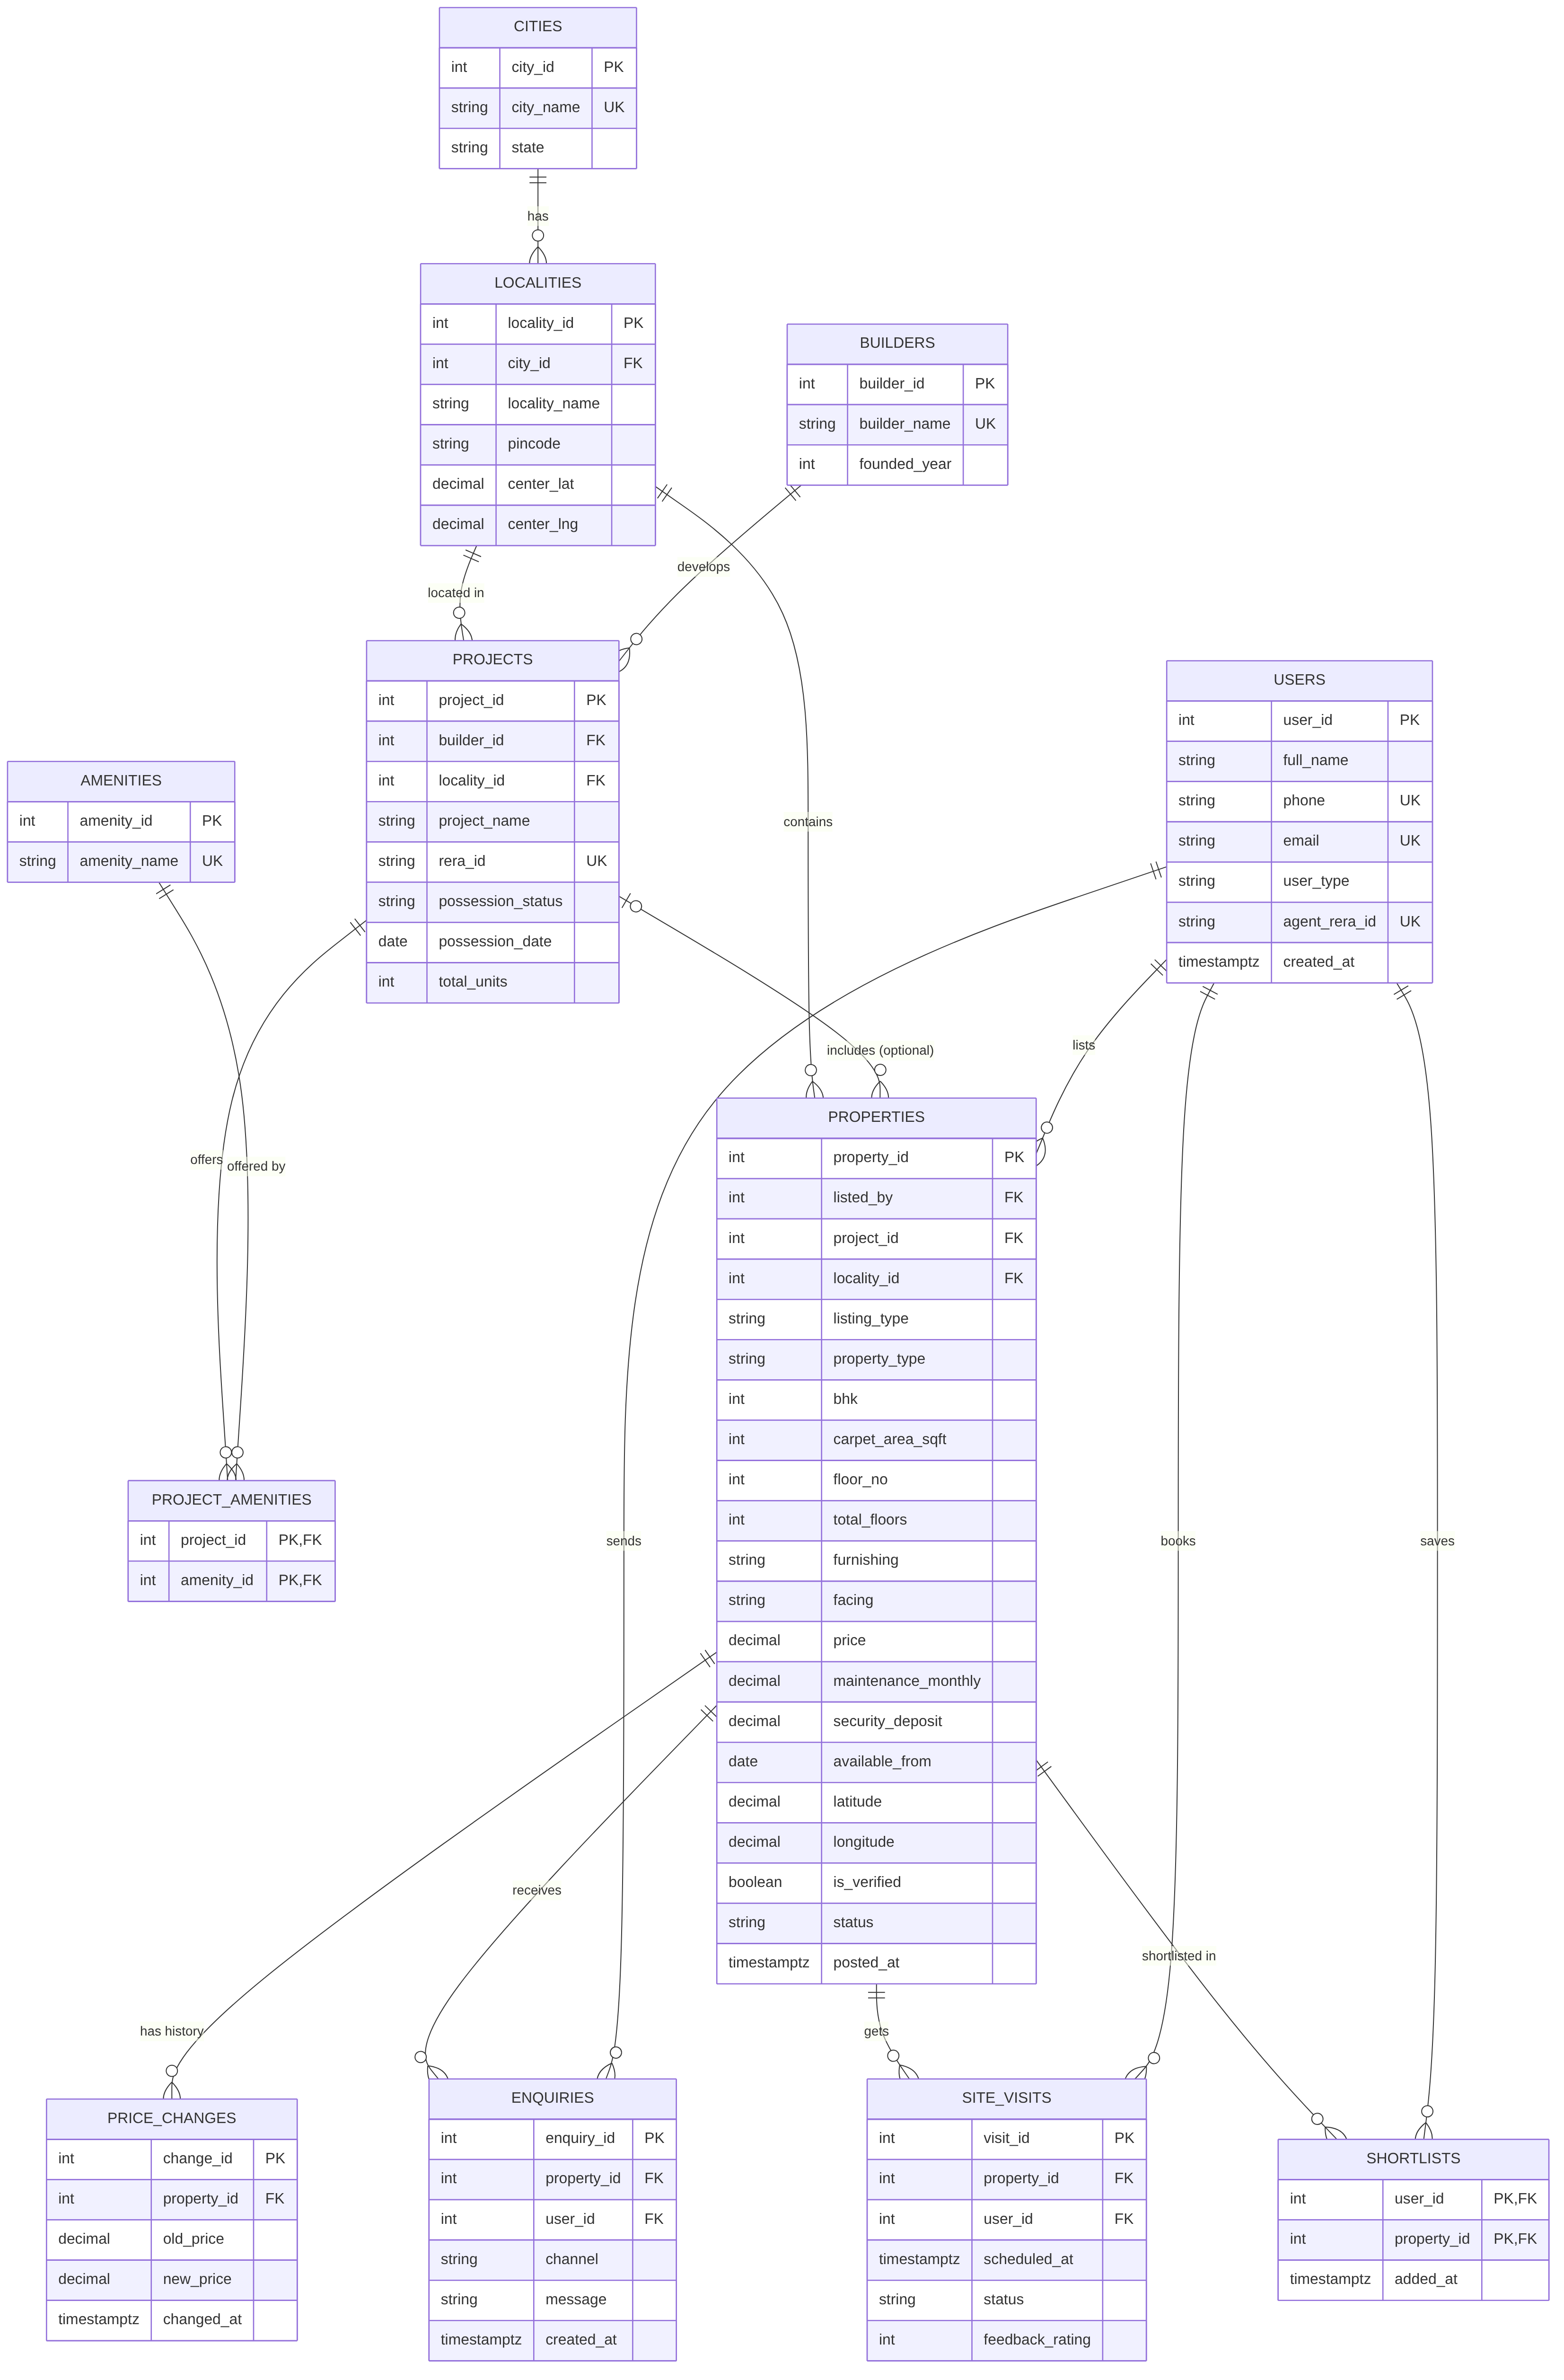 CITIES
int city_id PK
string city_name UK
string state
has
LOCALITIES
int locality_id PK
int city_id FK
string locality_name
string pincode
decimal center_lat
decimal center_lng
BUILDERS
int builder_id PK
string builder_name UK
int founded_year
located in
develops
contains
PROJECTS
int project_id PK
int builder_id FK
int locality_id FK
string project_name
string rera_id UK
string possession_status
date possession_date
int total_units
USERS
int user_id PK
string full_name
string phone UK
string email UK
string user_type
string agent_rera_id UK
timestamptz created_at
AMENITIES
int amenity_id PK
string amenity_name UK
includes (optional)
lists
offers
offered by
PROPERTIES
int property_id PK
int listed_by FK
int project_id FK
int locality_id FK
string listing_type
string property_type
int bhk
int carpet_area_sqft
int floor_no
int total_floors
string furnishing
string facing
decimal price
decimal maintenance_monthly
decimal security_deposit
date available_from
decimal latitude
decimal longitude
boolean is_verified
string status
timestamptz posted_at
PROJECT_AMENITIES
int project_id PK,FK
int amenity_id PK,FK
sends
books
saves
receives
shortlisted in
has history
gets
PRICE_CHANGES
int change_id PK
int property_id FK
decimal old_price
decimal new_price
timestamptz changed_at
ENQUIRIES
int enquiry_id PK
int property_id FK
int user_id FK
string channel
string message
timestamptz created_at
SITE_VISITS
int visit_id PK
int property_id FK
int user_id FK
timestamptz scheduled_at
string status
int feedback_rating
SHORTLISTS
int user_id PK,FK
int property_id PK,FK
timestamptz added_at